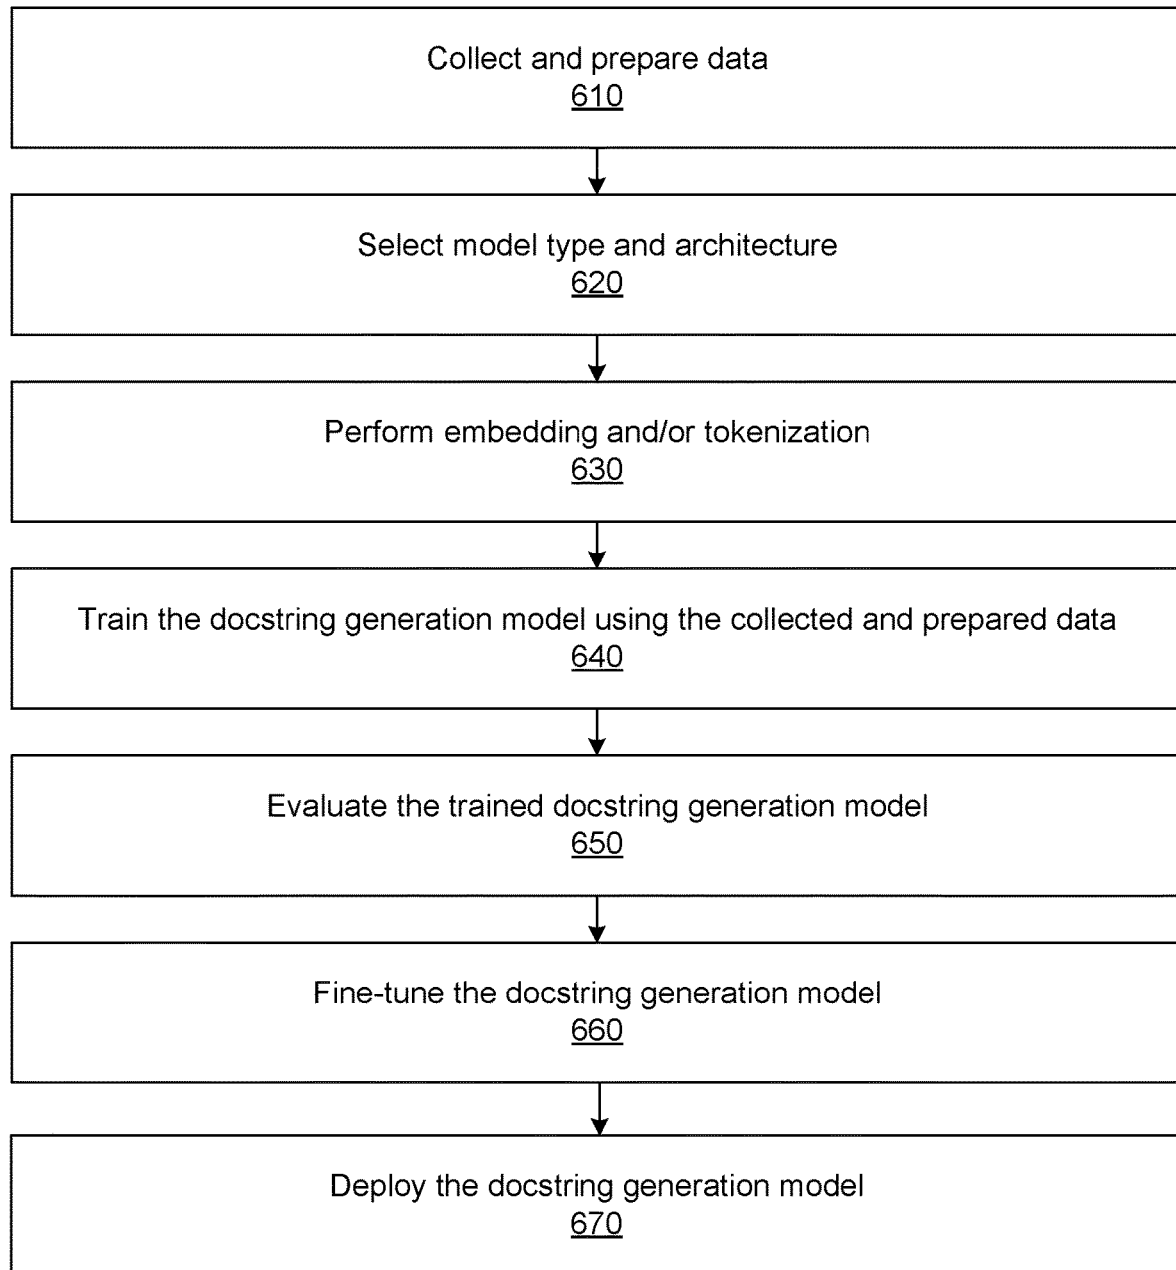 Collect and prepare data
610
Select model type and architecture
620
Perform embedding and/or tokenization
630
Train the docstring generation model using the collected and prepared data
640
Evaluate the trained docstring generation model
650
Fine-tune the docstring generation model
660
Deploy the docstring generation model
670